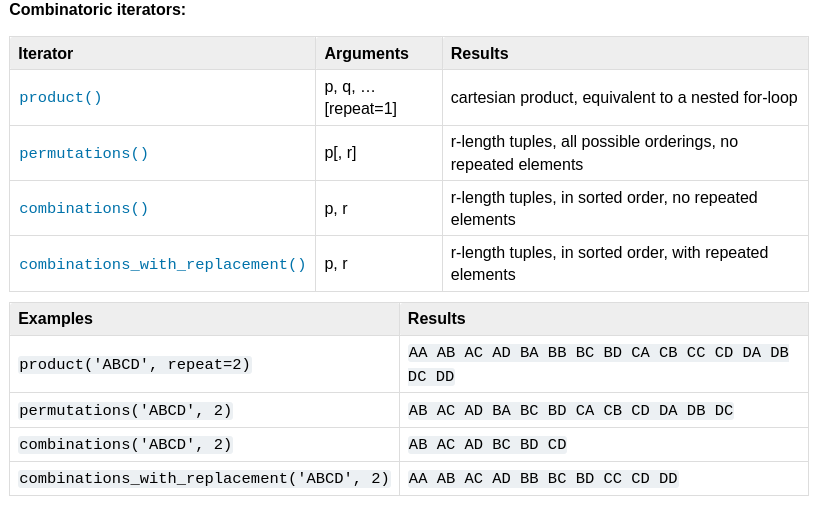 Combinatoric iterators:
Iterator Arguments Results
product() p, q, … [repeat=1] cartesian product, equivalent to a nested for-loop
permutations() p[, r] r-length tuples, all possible orderings, no
repeated elements
combinations() p, r r-length tuples, in sorted order, no repeated
elements
combinations_with_replacement() p, r r-length tuples, in sorted order, with repeated
elements
Examples Results
product('ABCD', repeat=2) AA AB AC AD BA BB BC BD CA CB CC CD DA DB
DC DD
permutations('ABCD', 2) AB AC AD BA BC BD CA CB CD DA DB DC
combinations('ABCD', 2) AB AC AD BC BD CD
combinations_with_replacement('ABCD', 2) AA AB AC AD BB BC BD CC CD DD